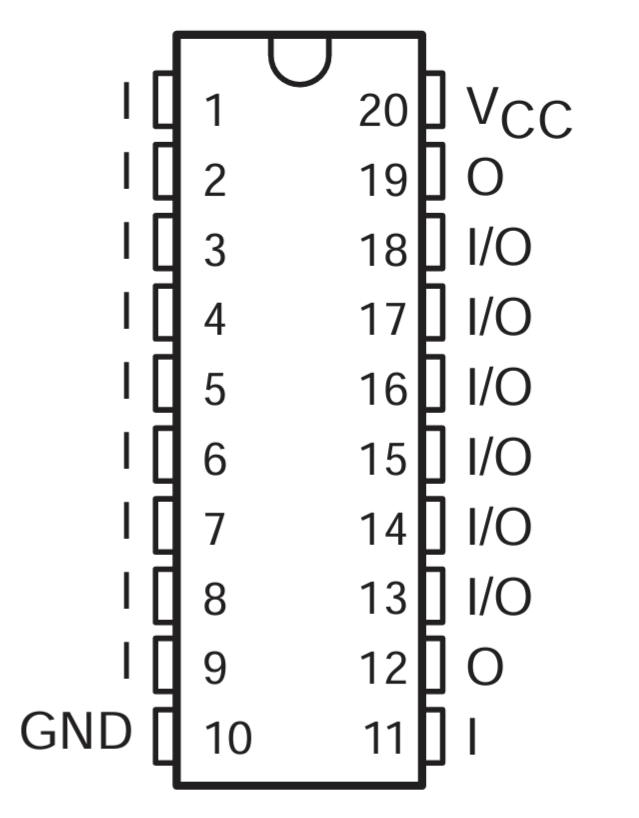 I 1 20 VCC
I 2 19 O
I 3 18 I/O
I 4 17 I/O
I 5 16 I/O
I 6 15 I/O
I 7 14 I/O
I 8 13 I/O
I 9 12 O
GND 10 11 I